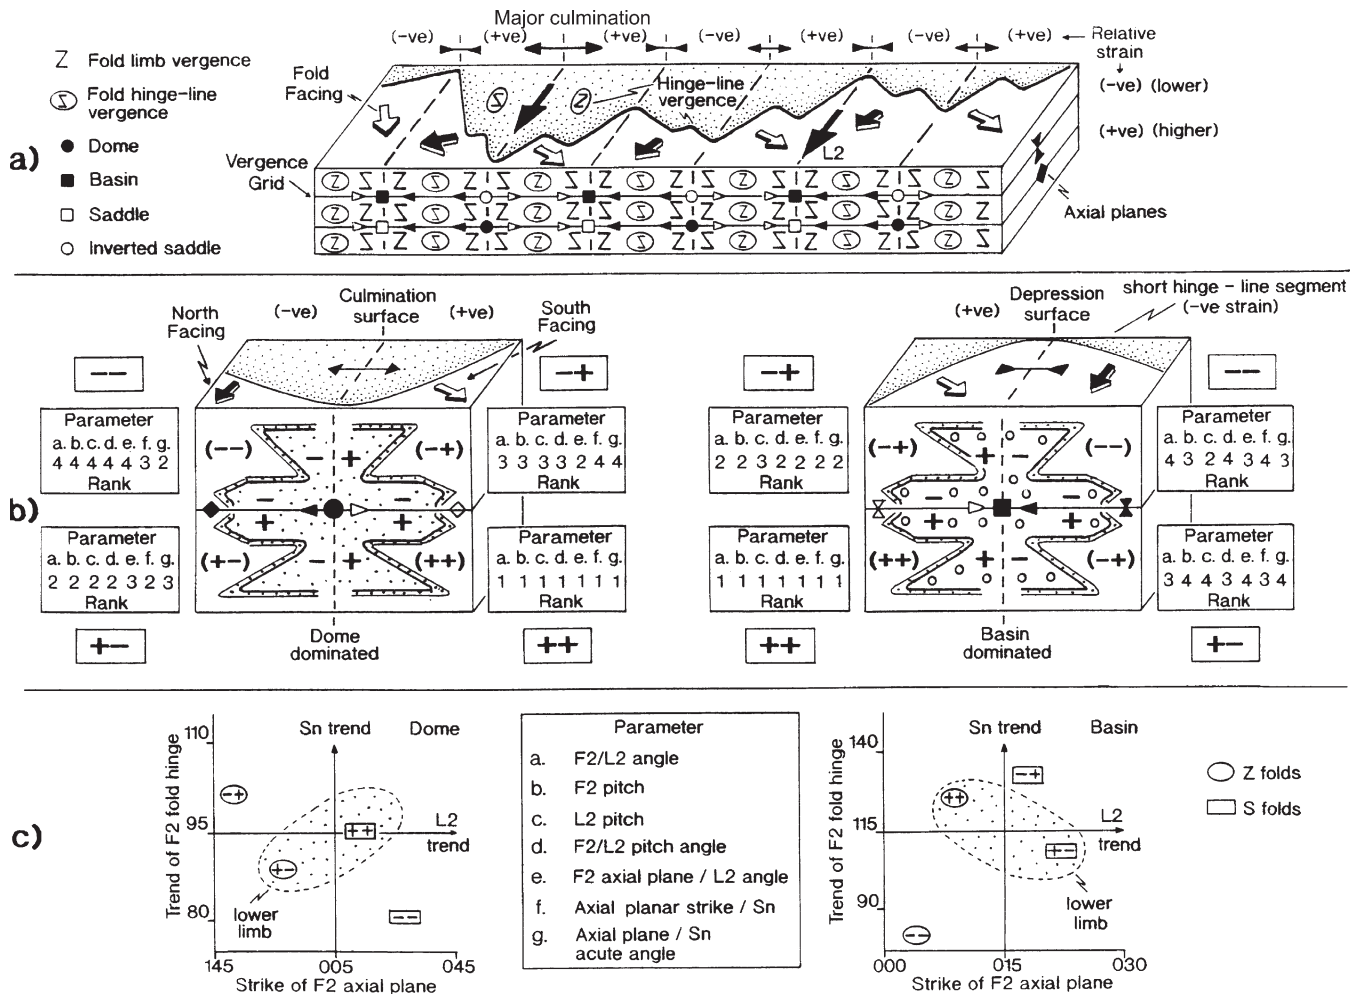 a)
Z Fold limb vergence
Fold hinge-line
vergence
Dome
Basin
Saddle
Inverted saddle
Major culmination
(-ve) (+ve) (+ve) (-ve) (+ve) (-ve) (+ve)
Relative
strain
(-ve) (lower)
(+ve) (higher)
Fold
Facing
Hinge-line
vergence
L2
Vergence
Grid
Axial planes
b)
North
Facing
(-ve)
Culmination
surface
(+ve)
South
Facing
--
-+
Parameter
a. b. c. d. e. f. g.
4 4 4 4 4 3 2
Rank
Parameter
a. b. c. d. e. f. g.
3 3 3 3 2 4 4
Rank
(--) - + (-+)
- -
+ +
(+-) - + (++)
Parameter
a. b. c. d. e. f. g.
2 2 2 2 3 2 3
Rank
Parameter
a. b. c. d. e. f. g.
1 1 1 1 1 1 1
Rank
+-
Dome
dominated
++
(+ve)
Depression
surface
short hinge - line segment
(-ve strain)
-+
--
Parameter
a. b. c. d. e. f. g.
2 2 3 2 2 2 2
Rank
Parameter
a. b. c. d. e. f. g.
4 3 2 4 3 4 3
Rank
(-+) + - (--)
- -
+ +
(++) + - (-+)
Parameter
a. b. c. d. e. f. g.
1 1 1 1 1 1 1
Rank
Parameter
a. b. c. d. e. f. g.
3 4 4 3 4 3 4
Rank
++
Basin
dominated
+-
c)
Trend of F2 fold hinge
110
95
80
Sn trend
Dome
-+
++
+-
--
L2
trend
lower
limb
145 005 045
Strike of F2 axial plane
Parameter
a. F2/L2 angle
b. F2 pitch
c. L2 pitch
d. F2/L2 pitch angle
e. F2 axial plane / L2 angle
f. Axial planar strike / Sn
g. Axial plane / Sn
acute angle
Trend of F2 fold hinge
140
115
90
Sn trend
Basin
-+
++
+-
--
L2
trend
lower
limb
000 015 030
Strike of F2 axial plane
Z folds
S folds